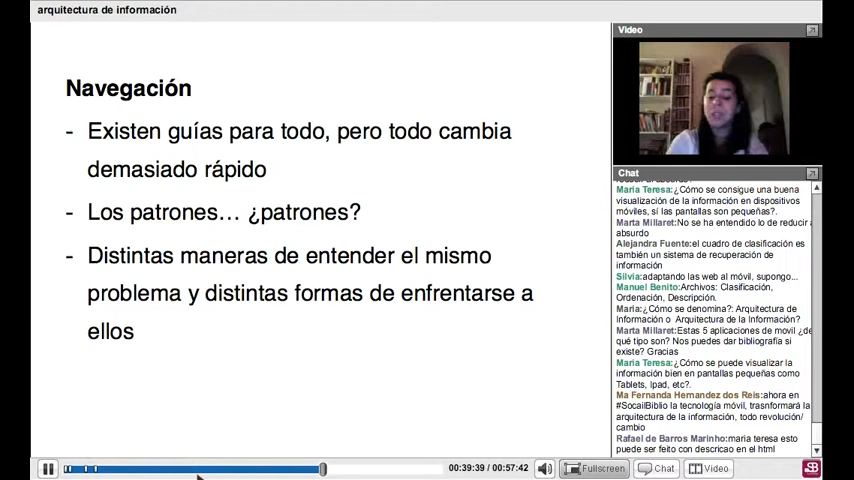 arquitectura de información
Navegación
- Existen guías para todo, pero todo cambia
demasiado rápido
- Los patrones… ¿patrones?
- Distintas maneras de entender el mismo
problema y distintas formas de enfrentarse a
ellos
Video
Chat
Maria Teresa:¿Cómo se consigue una buena
visualización de la información en dispositivos
móviles, sí las pantallas son pequeñas?.
Marta Millaret:No se ha entendido lo de reducir
absurdo
Alejandra Fuente:el cuadro de clasificación es
también un sistema de recuperación de
información
Silvia:adaptando las web al móvil, supongo...
Manuel Benito:Archivos: Clasificación,
Ordenación, Descripción.
Maria:¿Cómo se denomina?: Arquitectura de
Información o Arquitectura de la Información?
Marta Millaret:Estas 5 aplicaciones de movil ¿de
qué tipo son? Nos puedes dar bibliografía si
existe? Gracias
Maria Teresa:¿Cómo se puede visualizar la
información bien en pantallas pequeñas como
Tablets, Ipad, etc?.
Ma Fernanda Hernandez dos Reis:ahora en
#SocailBiblio la tecnología móvil, trasnformará la
arquitectura de la información, todo revolución/
cambio
Rafael de Barros Marinho:maria teresa esto
puede ser feito con descricao en el html
00:39:39 / 00:57:42
Fullscreen
Chat
Video
SB